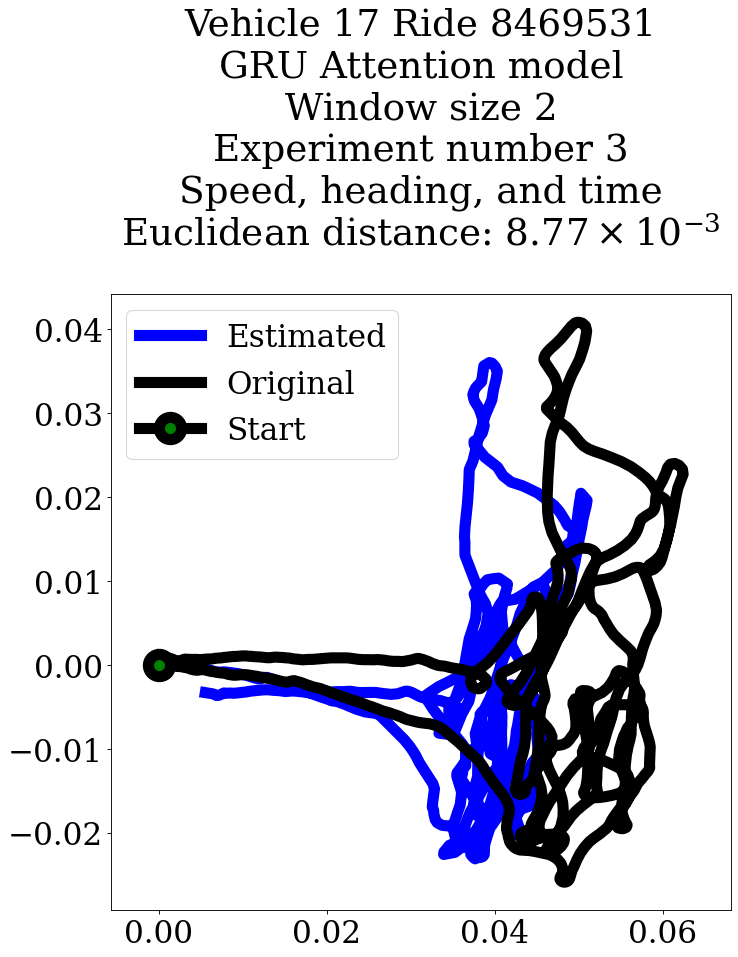 Vehicle 17 Ride 8469531
GRU Attention model
Window size 2
Experiment number 3
Speed, heading, and time
Euclidean distance: 8.77 × 10⁻³
Estimated
Original
Start
0.04
0.03
0.02
0.01
0.00
−0.01
−0.02
0.00 0.02 0.04 0.06